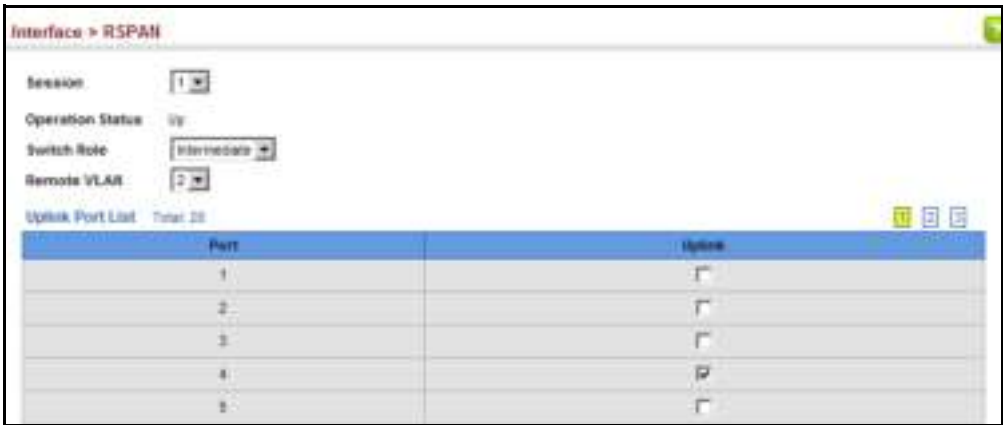 Interface > RSPAN
Session 1
Operation Status Up
Switch Role Intermediate
Remote VLAN 2
Uplink Port List Total: 28 1 2 3
Port Uplink
1
2
3
4
5